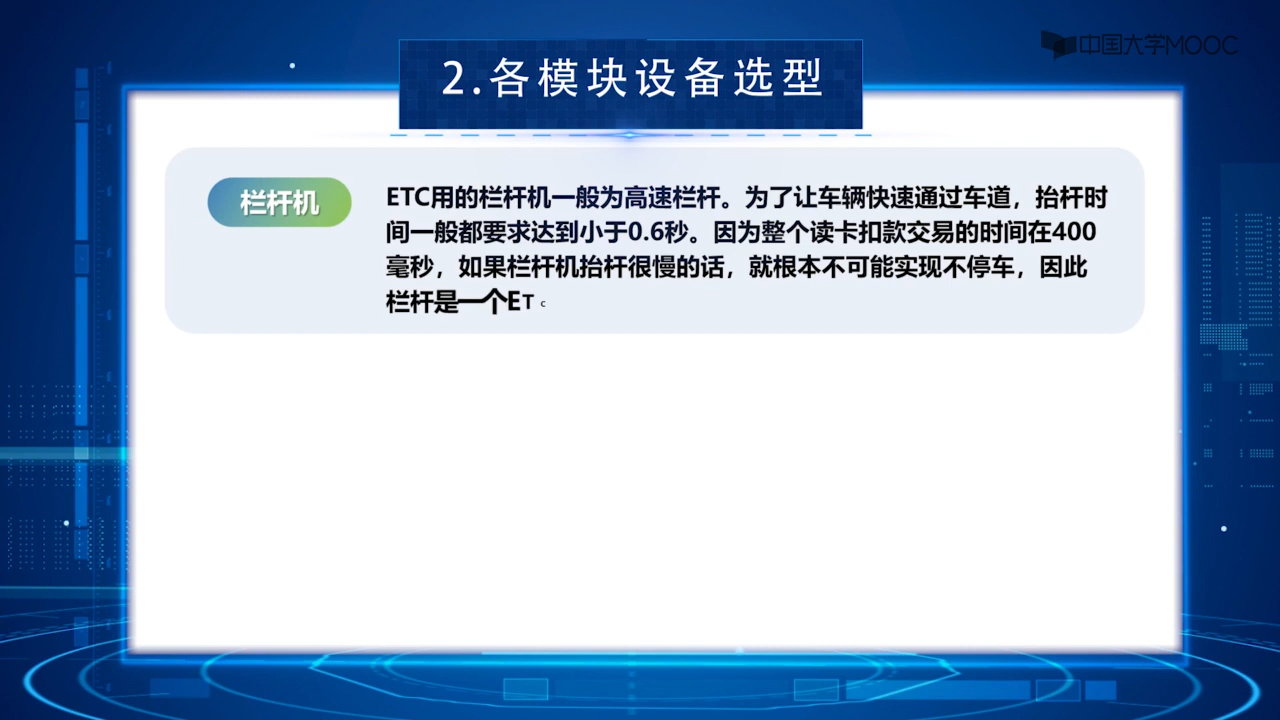 中国大学MOOC
2.各模块设备选型
栏杆机
ETC用的栏杆机一般为高速栏杆。为了让车辆快速通过车道，抬杆时
间一般都要求达到小于0.6秒。因为整个读卡扣款交易的时间在400
毫秒，如果栏杆机抬杆很慢的话，就根本不可能实现不停车，因此
栏杆是一个ETC